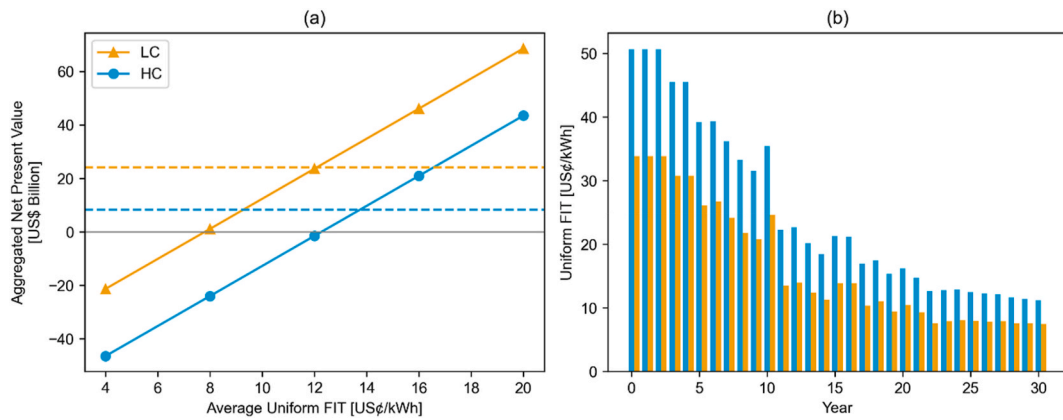 (a)
LC
HC
60
40
20
0
−20
−40
4 6 8 10 12 14 16 18 20
Aggregated Net Present Value
[US$ Billion]
Average Uniform FIT [US¢/kWh]
(b)
50
40
30
20
10
0
0 5 10 15 20 25 30
Uniform FIT [US¢/kWh]
Year